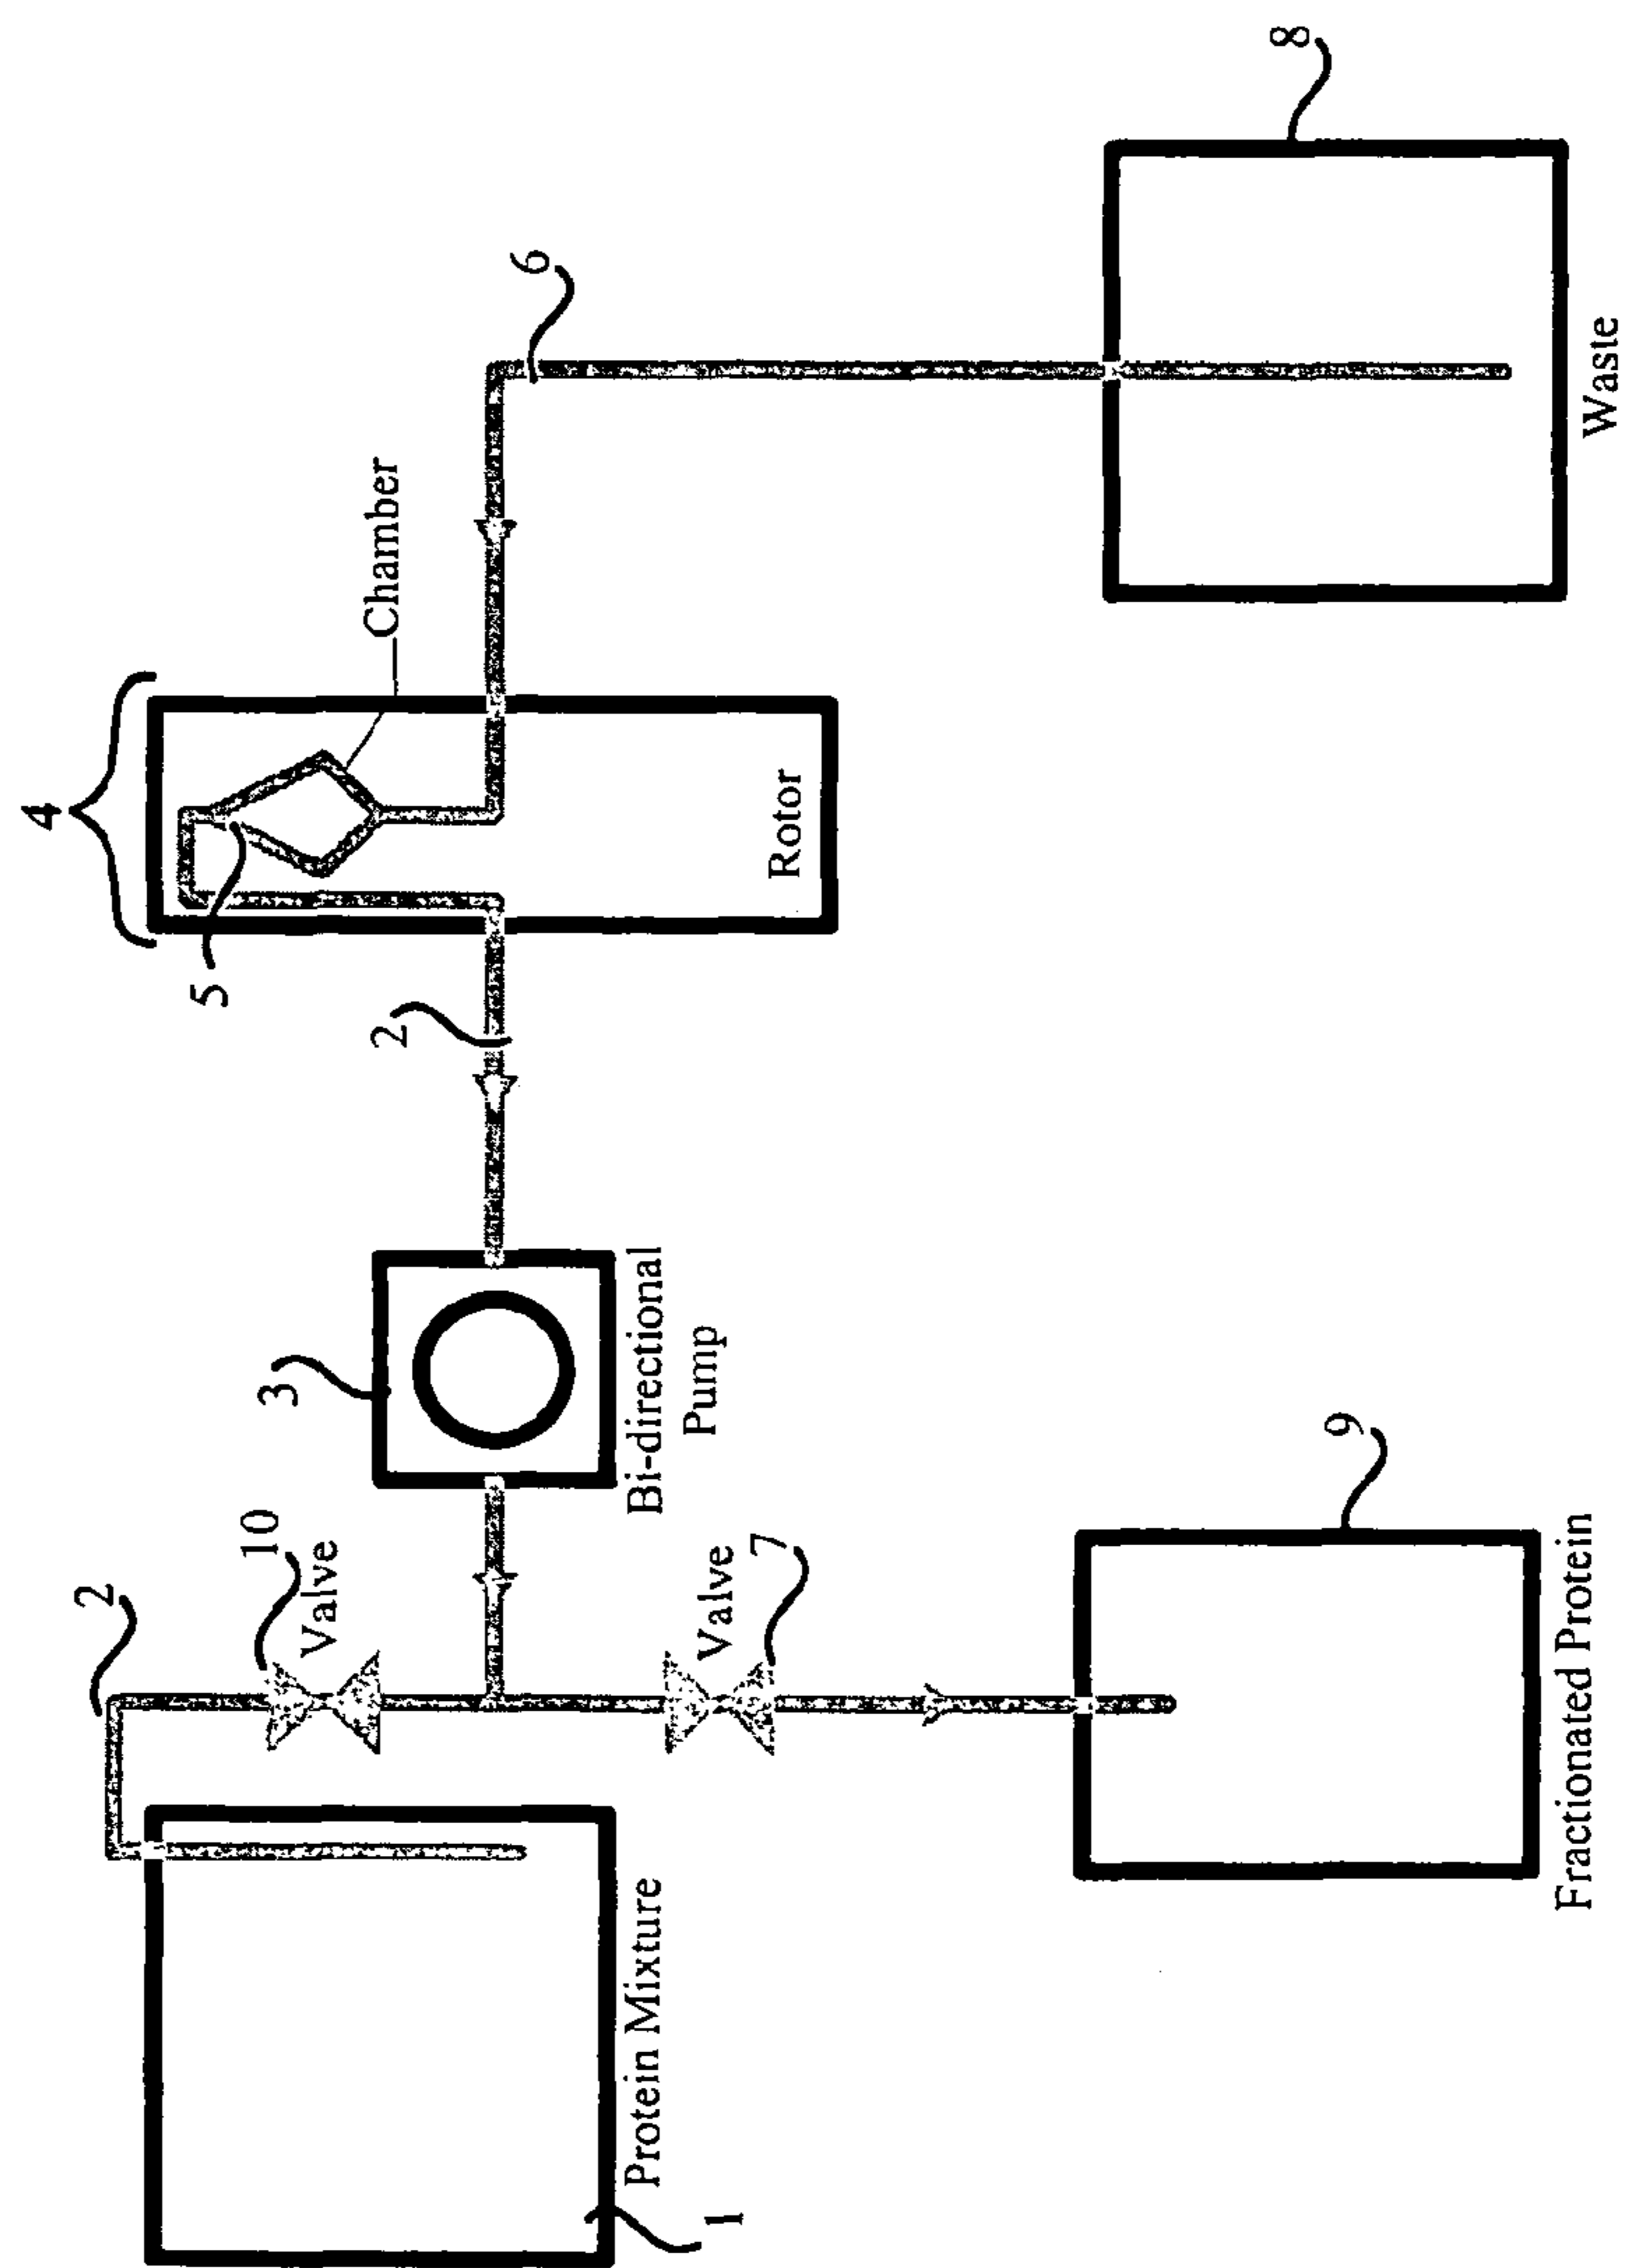 4
2
5
10
3
Valve
Chamber
2
6
Protein Mixture
Bi-directional
Pump
1
Valve
7
Rotor
8
9
Fractionated Protein
Waste